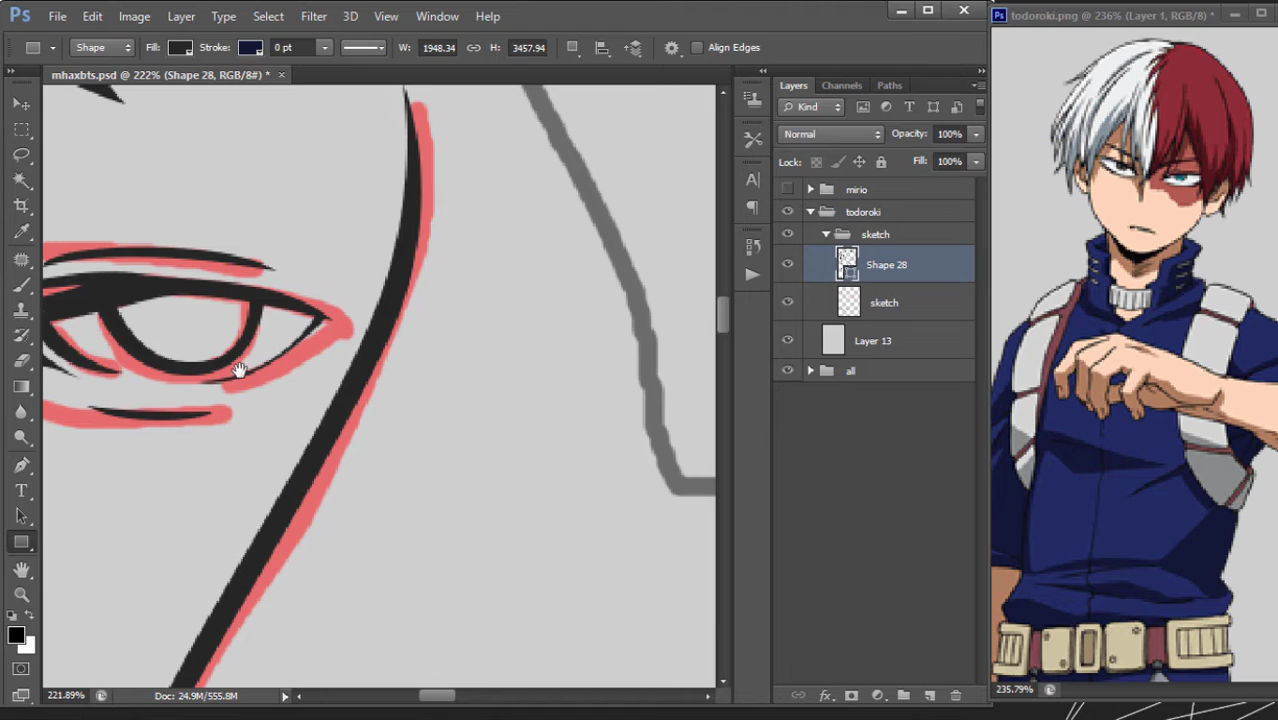 Ps File Edit Image Layer Type Select Filter 3D View Window Help
Shape Fill: Stroke: 0 pt W: 1948.34 H: 3457.94 Align Edges
mhaxbts.psd @ 222% (Shape 28, RGB/8#) * ×
Ps todoroki.png @ 236% (Layer 1, RGB/8) *
Layers Channels Paths
Kind
Normal Opacity: 100%
Lock: Fill: 100%
mirio
todoroki
sketch
Shape 28
sketch
Layer 13
all
221.89% Doc: 24.9M/555.8M
235.79%